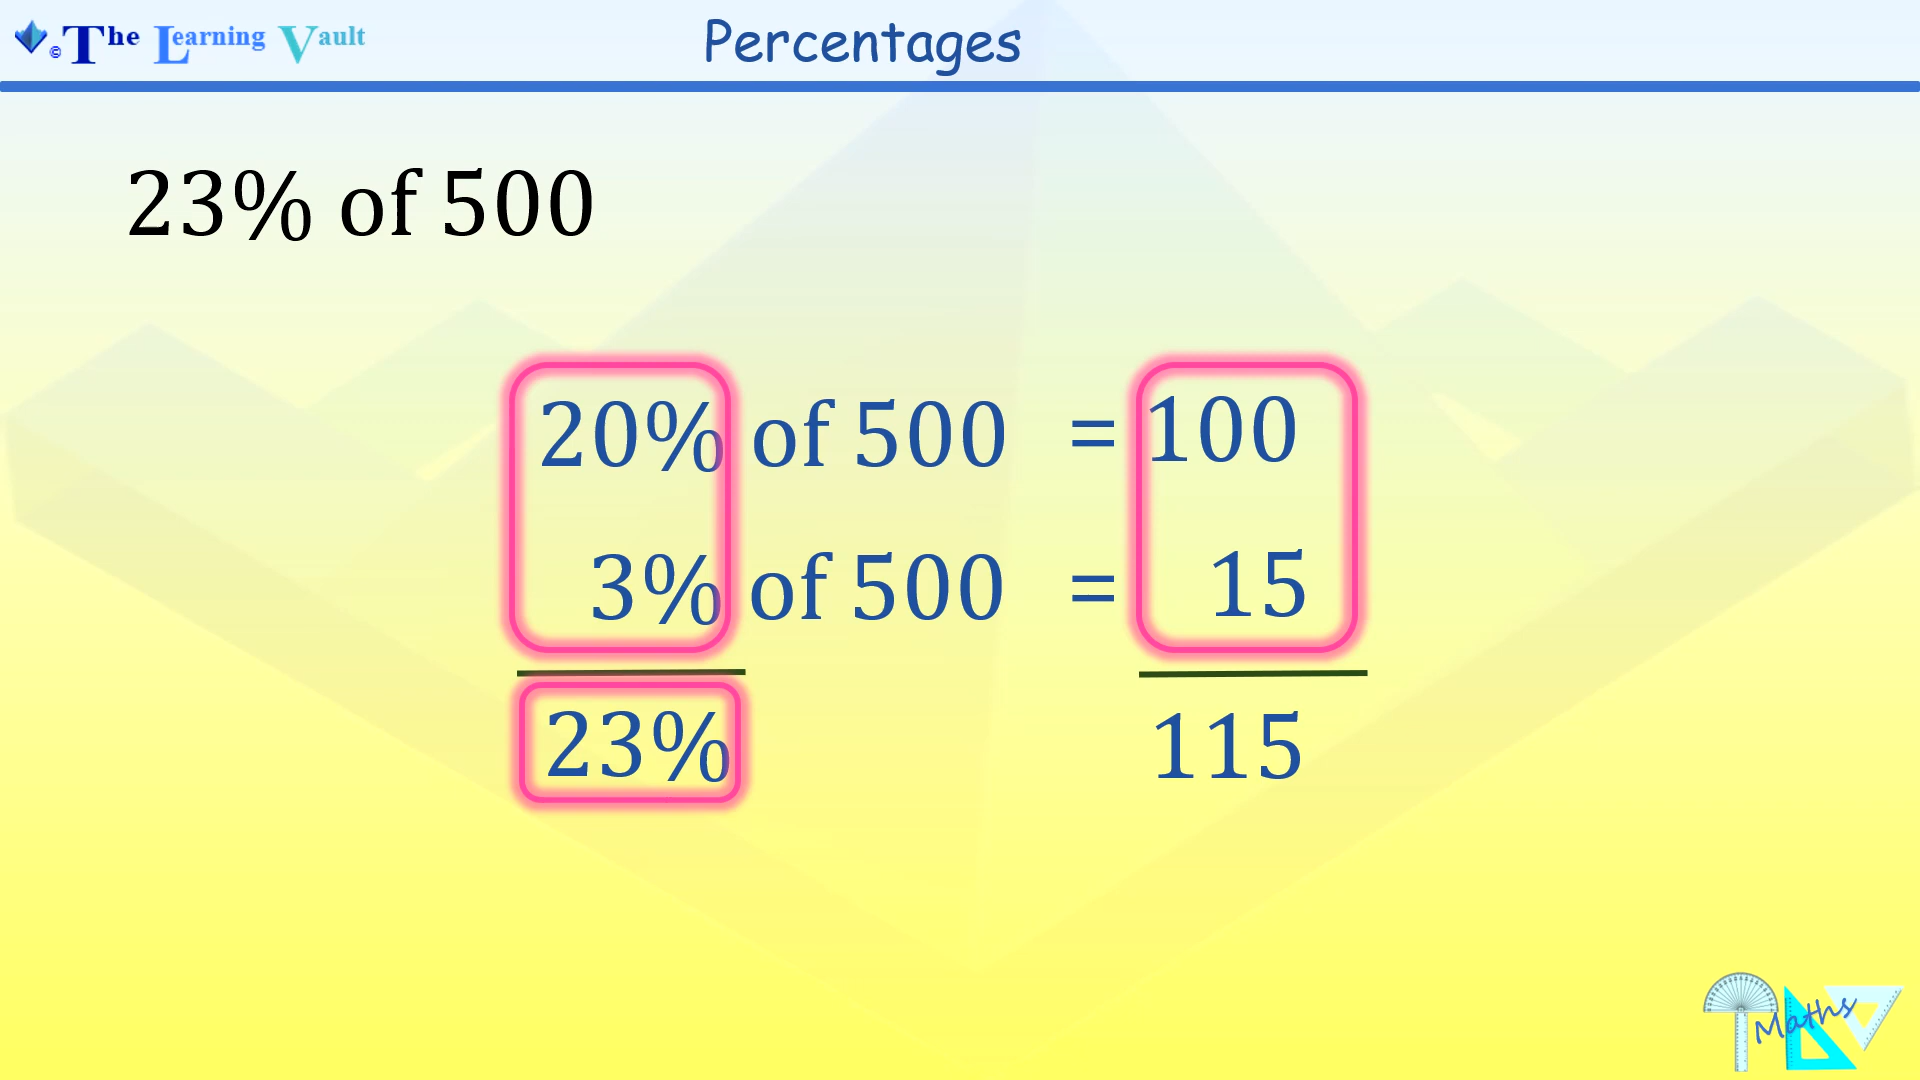 © The Learning Vault
Percentages
23% of 500
20% of 500 = 100
3% of 500 = 15
23% 115
Maths